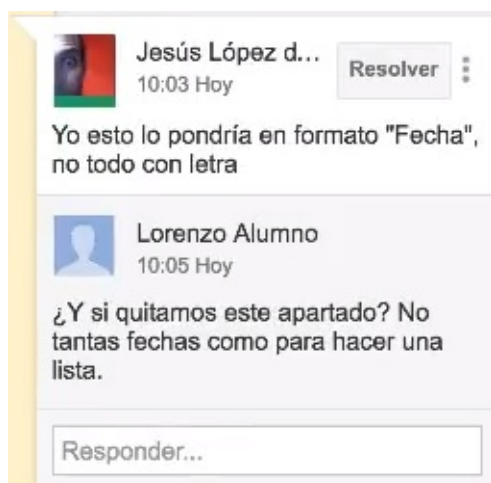 Jesús López d...
10:03 Hoy
Resolver
Yo esto lo pondría en formato "Fecha",
no todo con letra
Lorenzo Alumno
10:05 Hoy
¿Y si quitamos este apartado? No
tantas fechas como para hacer una
lista.
Responder...